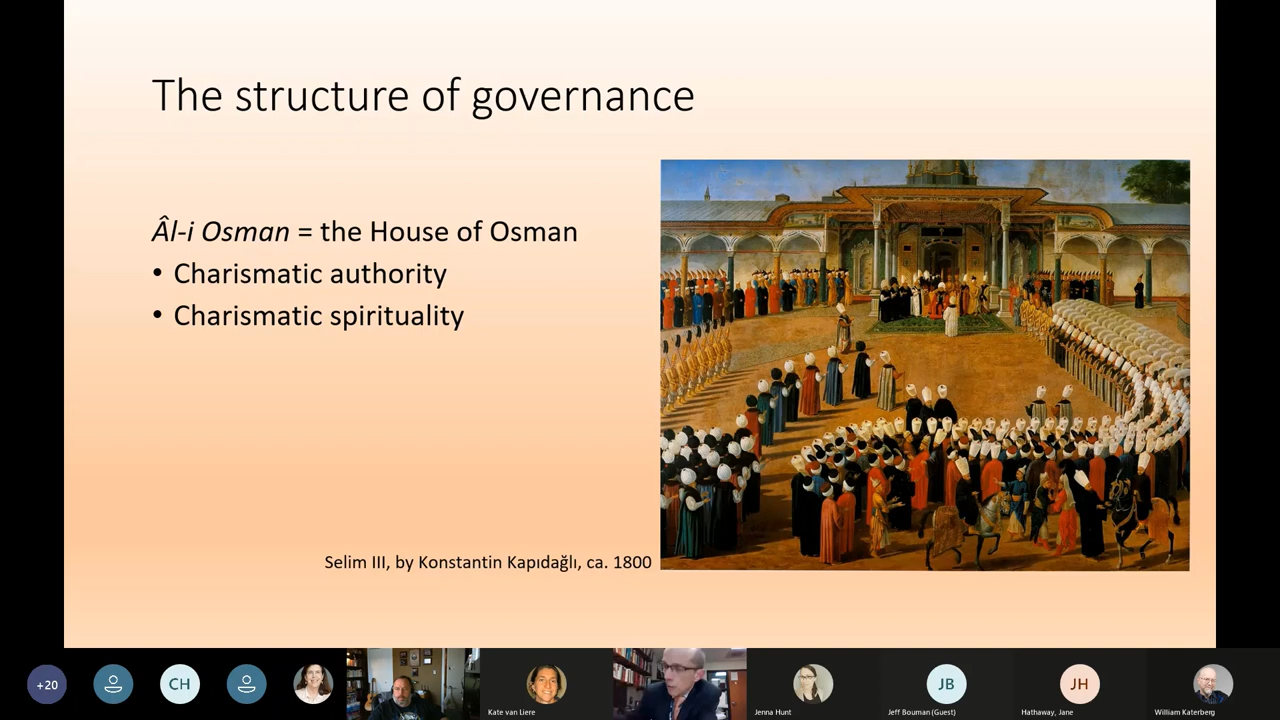 The structure of governance
Âl-i Osman = the House of Osman
• Charismatic authority
• Charismatic spirituality
Selim III, by Konstantin Kapıdağlı, ca. 1800
+20
CH
Kate van Liere
Jenna Hunt
JB
Jeff Bouman (Guest)
JH
Hathaway, Jane
William Katerberg